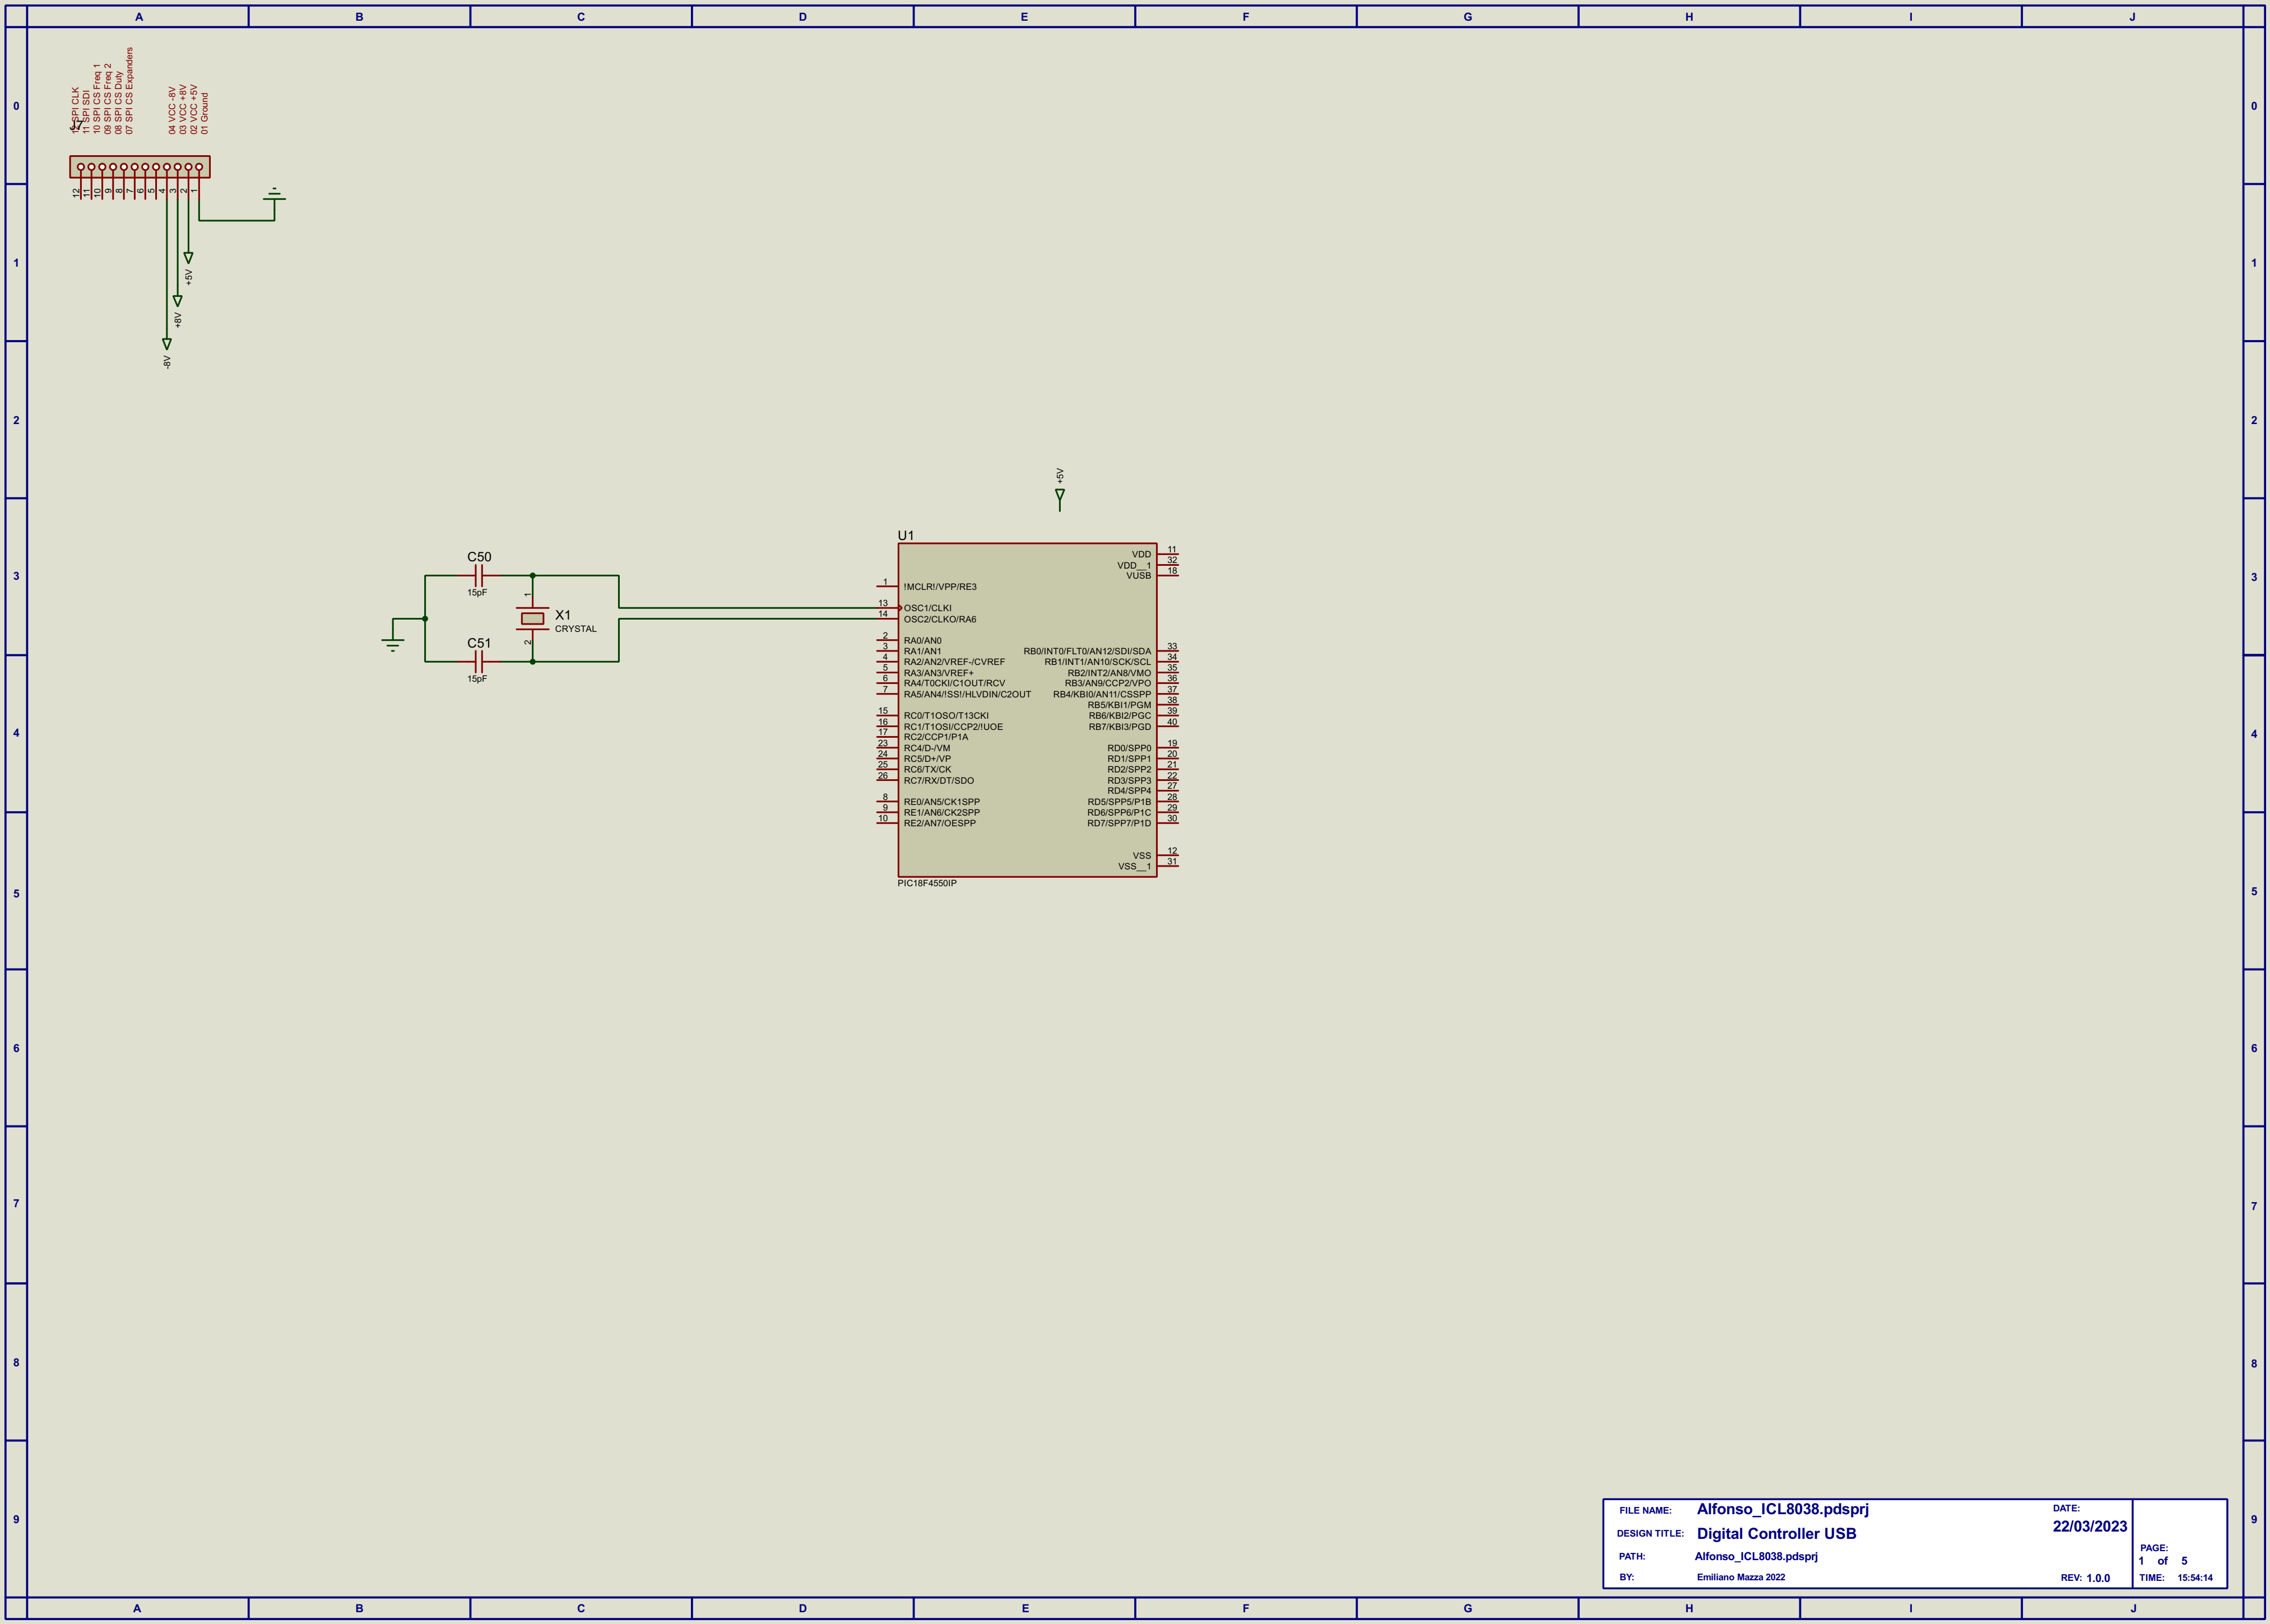 A B C D E F G H I J
0 0
1 1
2 2
3 3
4 4
5 5
6 6
7 7
8 8
9 9
A B C D E F G H I J
J7
12 SPI CLK
11 SPI SDI
10 SPI CS Freq 1
09 SPI CS Freq 2
08 SPI CS Duty
07 SPI CS Expanders
04 VCC -8V
03 VCC +8V
02 VCC +5V
01 Ground
12 11 10 9 8 7 6 5 4 3 2 1
+5V
+8V
-8V
+5V
C50
15pF
1
X1
CRYSTAL
2
C51
15pF
U1
1 !MCLR!/VPP/RE3
13 OSC1/CLKI
14 OSC2/CLKO/RA6
2 RA0/AN0
3 RA1/AN1
4 RA2/AN2/VREF-/CVREF
5 RA3/AN3/VREF+
6 RA4/T0CKI/C1OUT/RCV
7 RA5/AN4/!SS!/HLVDIN/C2OUT
15 RC0/T1OSO/T13CKI
16 RC1/T1OSI/CCP2/!UOE
17 RC2/CCP1/P1A
23 RC4/D-/VM
24 RC5/D+/VP
25 RC6/TX/CK
26 RC7/RX/DT/SDO
8 RE0/AN5/CK1SPP
9 RE1/AN6/CK2SPP
10 RE2/AN7/OESPP
VDD 11
VDD__1 32
VUSB 18
RB0/INT0/FLT0/AN12/SDI/SDA 33
RB1/INT1/AN10/SCK/SCL 34
RB2/INT2/AN8/VMO 35
RB3/AN9/CCP2/VPO 36
RB4/KBI0/AN11/CSSPP 37
RB5/KBI1/PGM 38
RB6/KBI2/PGC 39
RB7/KBI3/PGD 40
RD0/SPP0 19
RD1/SPP1 20
RD2/SPP2 21
RD3/SPP3 22
RD4/SPP4 27
RD5/SPP5/P1B 28
RD6/SPP6/P1C 29
RD7/SPP7/P1D 30
VSS 12
VSS__1 31
PIC18F4550IP
FILE NAME: Alfonso_ICL8038.pdsprj
DESIGN TITLE: Digital Controller USB
PATH: Alfonso_ICL8038.pdsprj
BY: Emiliano Mazza 2022
REV: 1.0.0
DATE:
22/03/2023
PAGE:
1 of 5
TIME: 15:54:14